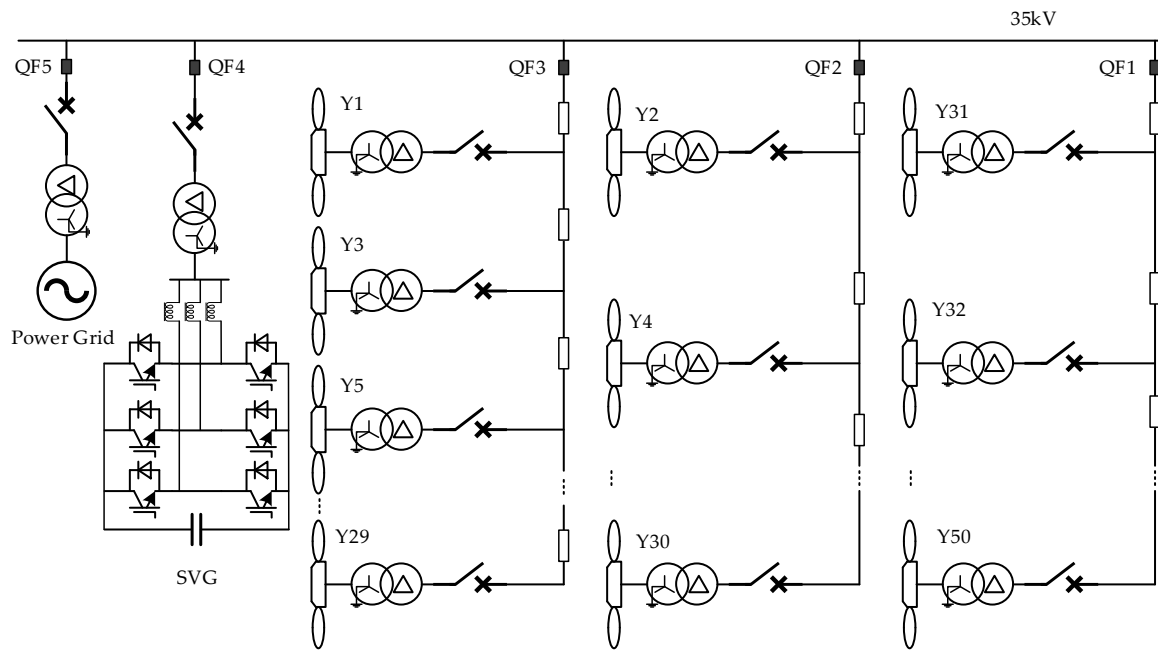 35kV
QF5
QF4
QF3
QF2
QF1
Y1
Y2
Y31
Y3
Y4
Y32
Power Grid
Y5
Y29
Y30
Y50
SVG